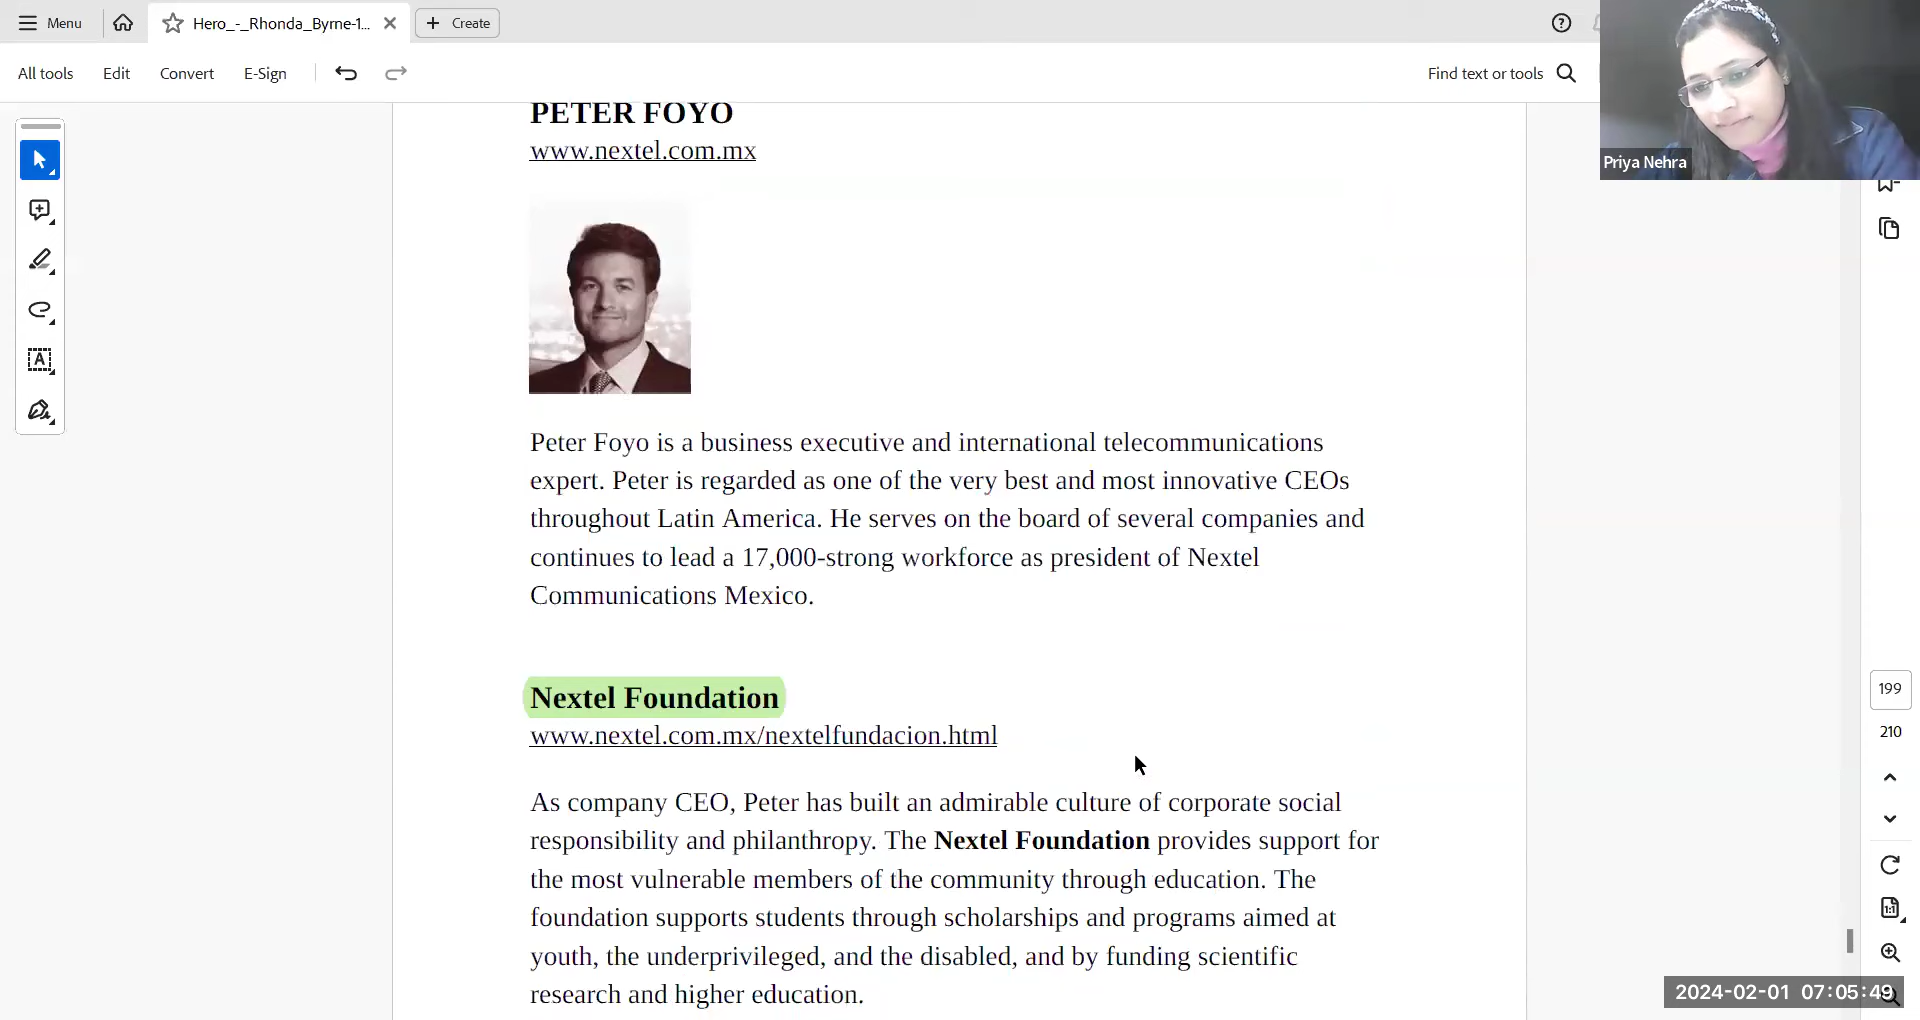 Menu
Hero_-_Rhonda_Byrne-1...
Create
All tools
Edit
Convert
E-Sign
Find text or tools
Priya Nehra
PETER FOYO
www.nextel.com.mx
Peter Foyo is a business executive and international telecommunications
expert. Peter is regarded as one of the very best and most innovative CEOs
throughout Latin America. He serves on the board of several companies and
continues to lead a 17,000-strong workforce as president of Nextel
Communications Mexico.
Nextel Foundation
www.nextel.com.mx/nextelfundacion.html
As company CEO, Peter has built an admirable culture of corporate social
responsibility and philanthropy. The Nextel Foundation provides support for
the most vulnerable members of the community through education. The
foundation supports students through scholarships and programs aimed at
youth, the underprivileged, and the disabled, and by funding scientific
research and higher education.
199
210
1:1
2024-02-01 07:05:49